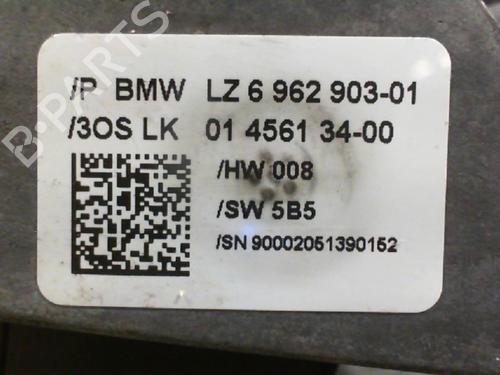 /P BMW LZ 6 962 903-01
/3OS LK 01 4561 34-00
/HW 008
/SW 5B5
/SN 90002051390152
B-PARTS